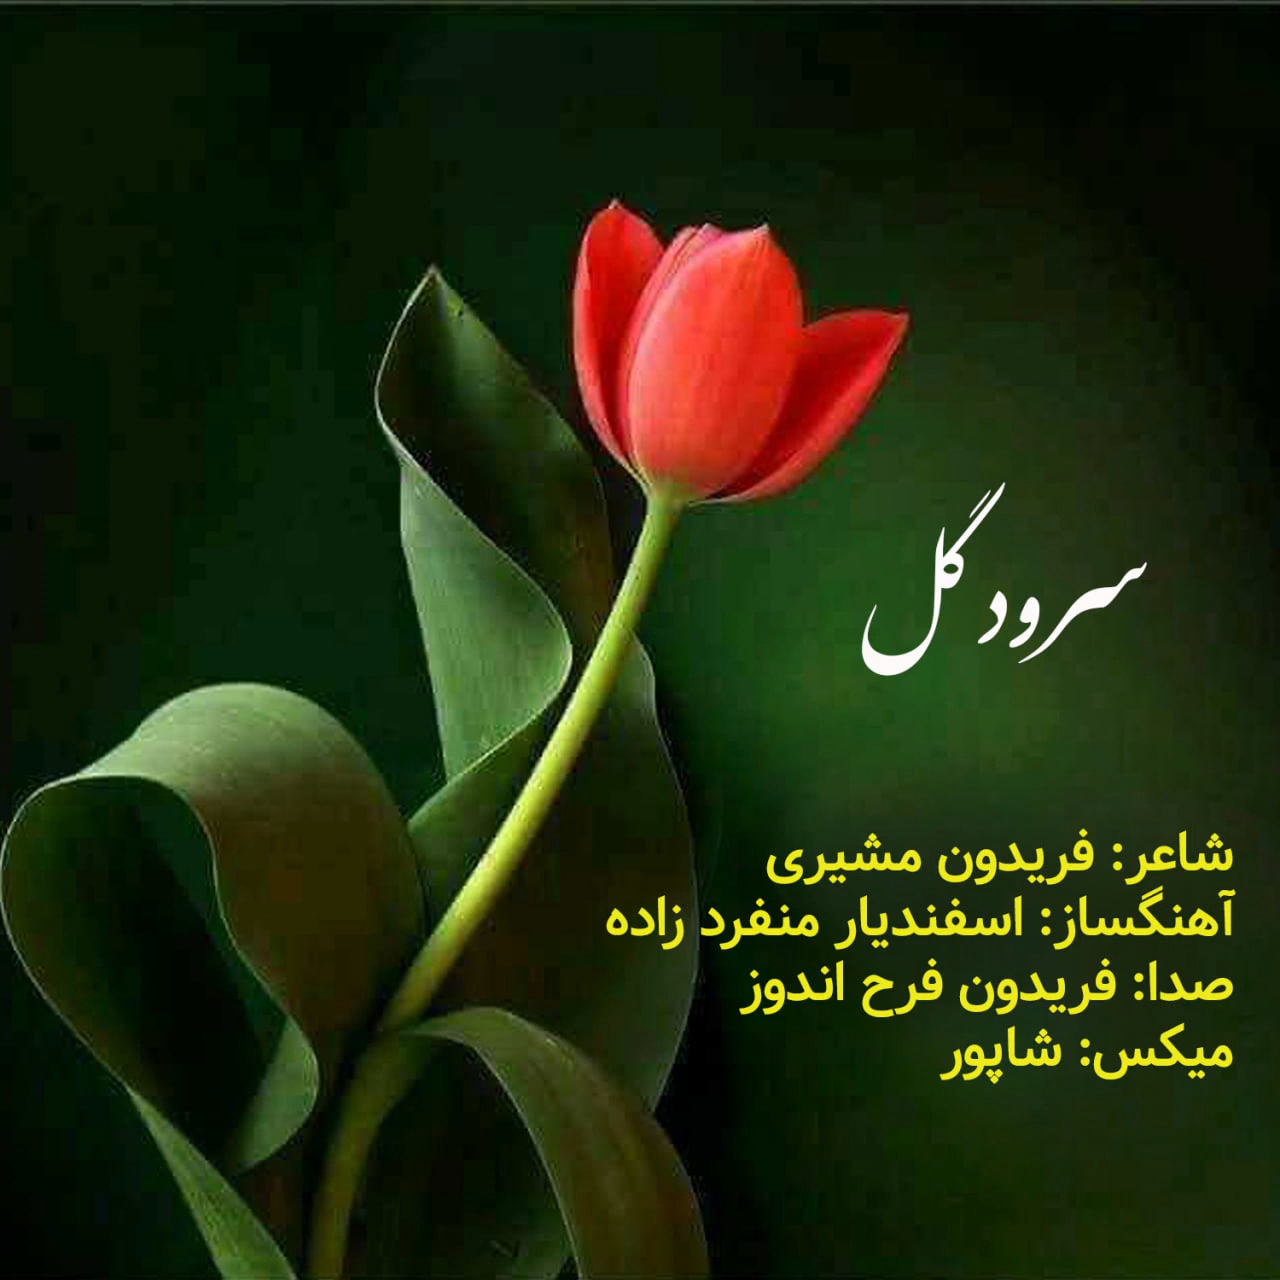 سرود گل
شاعر: فریدون مشیری
آهنگساز: اسفندیار منفرد زاده
صدا: فریدون فرح اندوز
میکس: شاپور